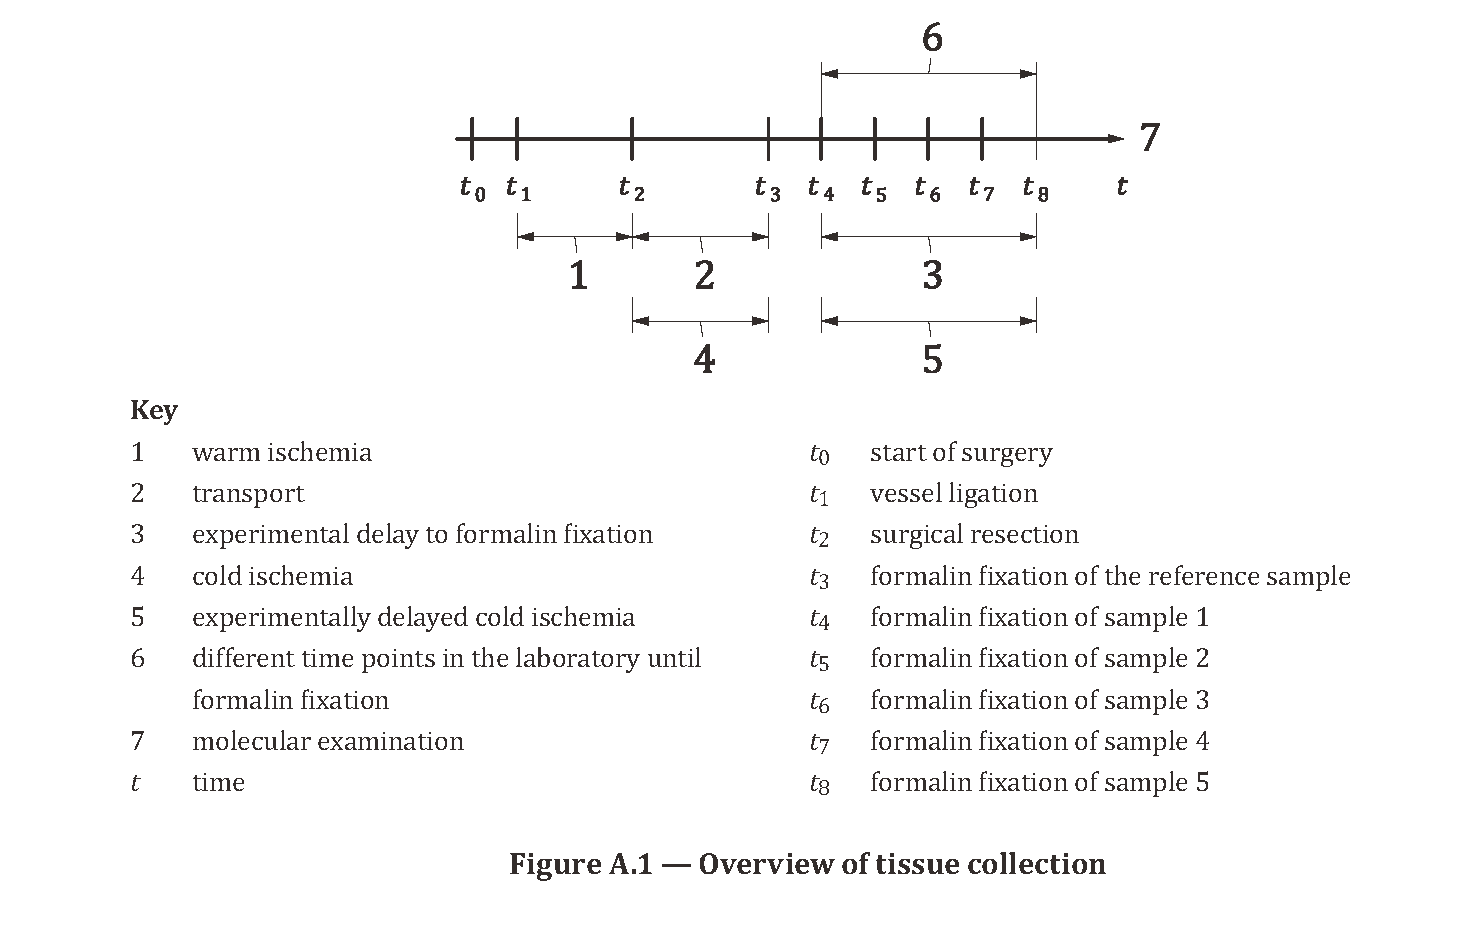 6
7
t0 t1 t2 t3 t4 t5 t6 t7 t8 t
1 2 3
4 5
Key
1 warm ischemia
2 transport
3 experimental delay to formalin fixation
4 cold ischemia
5 experimentally delayed cold ischemia
6 different time points in the laboratory until
formalin fixation
7 molecular examination
t time
t0 start of surgery
t1 vessel ligation
t2 surgical resection
t3 formalin fixation of the reference sample
t4 formalin fixation of sample 1
t5 formalin fixation of sample 2
t6 formalin fixation of sample 3
t7 formalin fixation of sample 4
t8 formalin fixation of sample 5
Figure A.1 — Overview of tissue collection